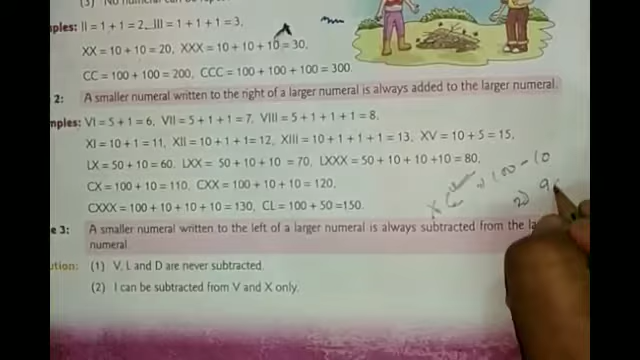 (3) No numeral can be
mples: II = 1 + 1 = 2, III = 1 + 1 + 1 = 3,
XX = 10 + 10 = 20, XXX = 10 + 10 + 10 = 30,
CC = 100 + 100 = 200, CCC = 100 + 100 + 100 = 300.
2: A smaller numeral written to the right of a larger numeral is always added to the larger numeral.
mples: VI = 5 + 1 = 6, VII = 5 + 1 + 1 = 7, VIII = 5 + 1 + 1 + 1 = 8,
XI = 10 + 1 = 11, XII = 10 + 1 + 1 = 12, XIII = 10 + 1 + 1 + 1 = 13, XV = 10 + 5 = 15,
LX = 50 + 10 = 60, LXX = 50 + 10 + 10 = 70, LXXX = 50 + 10 + 10 +10 = 80,
CX = 100 + 10 = 110, CXX = 100 + 10 + 10 = 120,
CXXX = 100 + 10 + 10 + 10 = 130, CL = 100 + 50 =150.
X C 100 - 10
9
e 3: A smaller numeral written to the left of a larger numeral is always subtracted from the la
numeral.
ution: (1) V, L and D are never subtracted.
(2) I can be subtracted from V and X only.